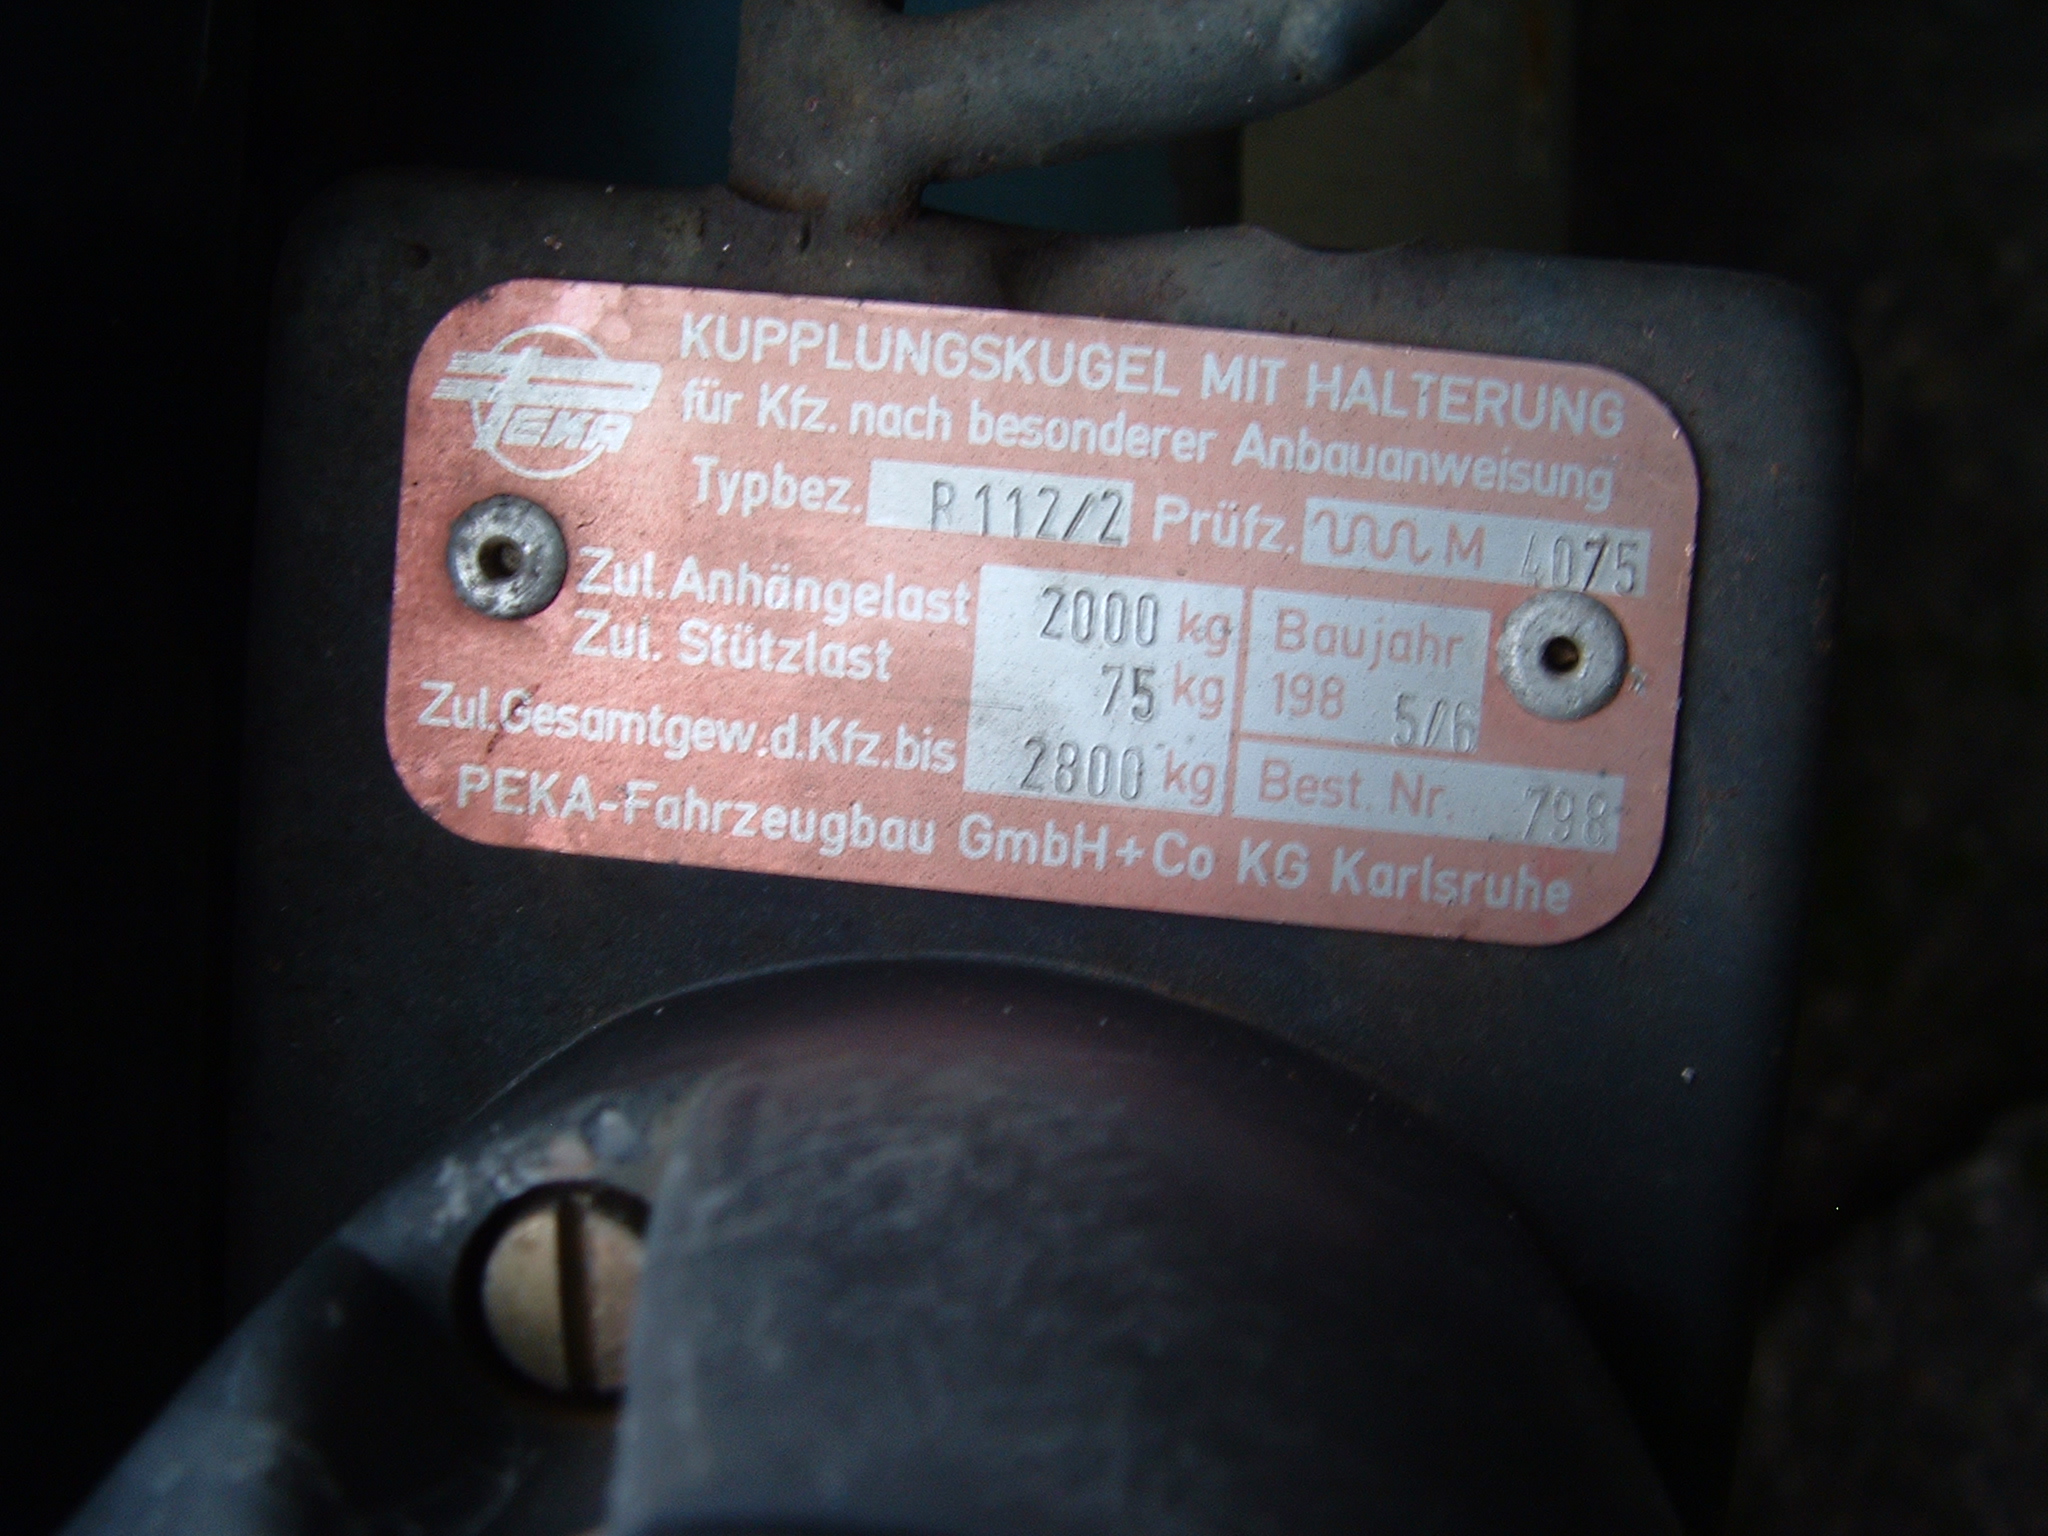 PEKA
KUPPLUNGSKUGEL MIT HALTERUNG
für Kfz. nach besonderer Anbauanweisung
Typbez. R 112/2 Prüfz. M 4075
Zul. Anhängelast 2000 kg
Zul. Stützlast 75 kg
Zul. Gesamtgew. d. Kfz. bis 2800 kg
Baujahr
198 5/6
Best. Nr. 798
PEKA-Fahrzeugbau GmbH+Co KG Karlsruhe